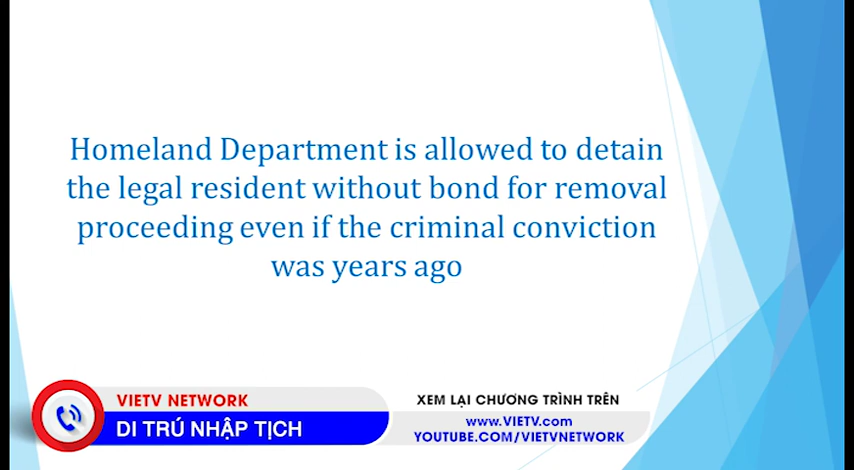 Homeland Department is allowed to detain
the legal resident without bond for removal
proceeding even if the criminal conviction
was years ago
VIETV NETWORK
DI TRÚ NHẬP TỊCH
XEM LẠI CHƯƠNG TRÌNH TRÊN
www.VIETV.com
YOUTUBE.COM/VIETVNETWORK